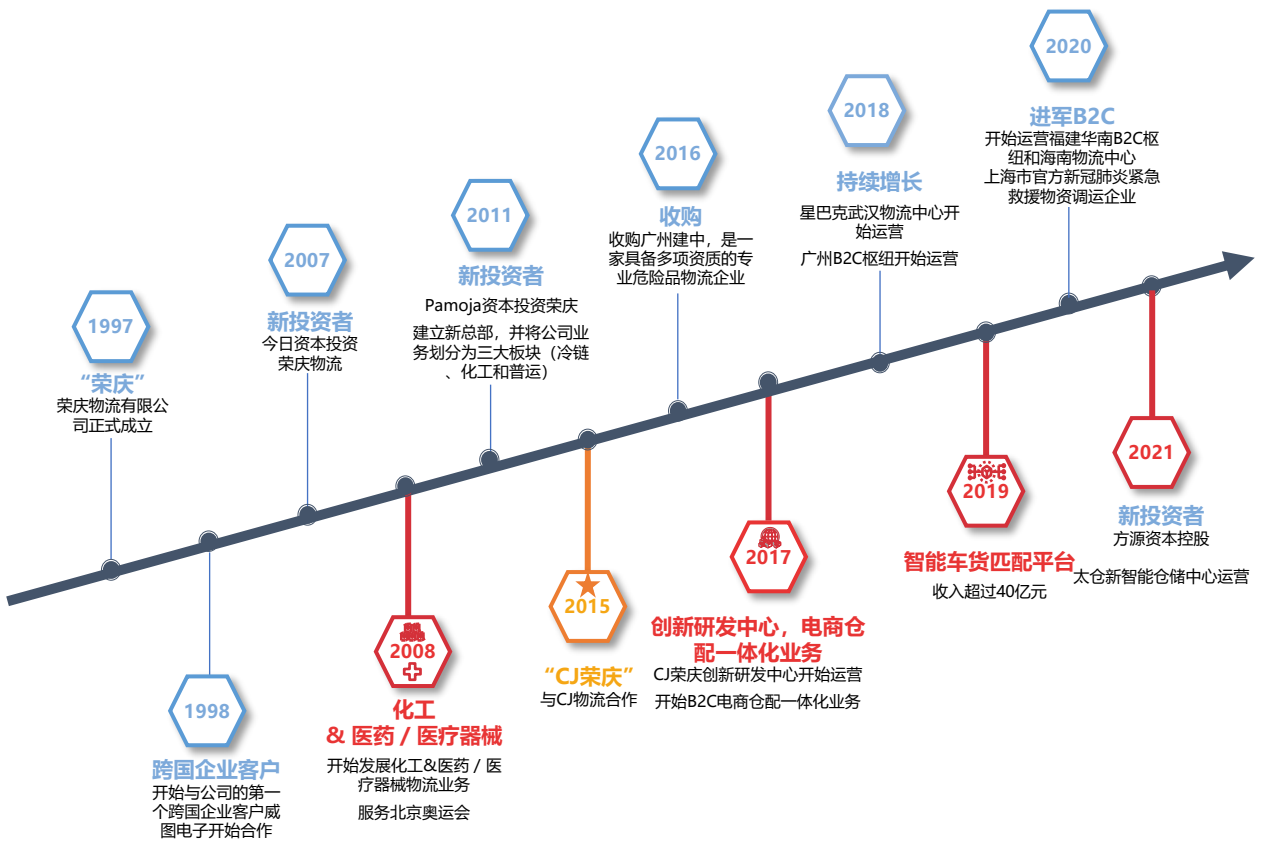 1997
“荣庆”
荣庆物流有限公
司正式成立
1998
跨国企业客户
开始与公司的第一
个跨国企业客户威
图电子开始合作
2007
新投资者
今日资本投资
荣庆物流
2008
化工
& 医药 / 医疗器械
开始发展化工&医药 / 医
疗器械物流业务
服务北京奥运会
2011
新投资者
Pamoja资本投资荣庆
建立新总部，并将公司业
务划分为三大板块（冷链
、化工和普运）
2015
“CJ荣庆”
与CJ物流合作
2016
收购
收购广州建中，是一
家具备多项资质的专
业危险品物流企业
2017
创新研发中心，电商仓
配一体化业务
CJ荣庆创新研发中心开始运营
开始B2C电商仓配一体化业务
2018
持续增长
星巴克武汉物流中心开
始运营
广州B2C枢纽开始运营
2019
智能车货匹配平台
收入超过40亿元
2020
进军B2C
开始运营福建华南B2C枢
纽和海南物流中心
上海市官方新冠肺炎紧急
救援物资调运企业
2021
新投资者
方源资本控股
太仓新智能仓储中心运营